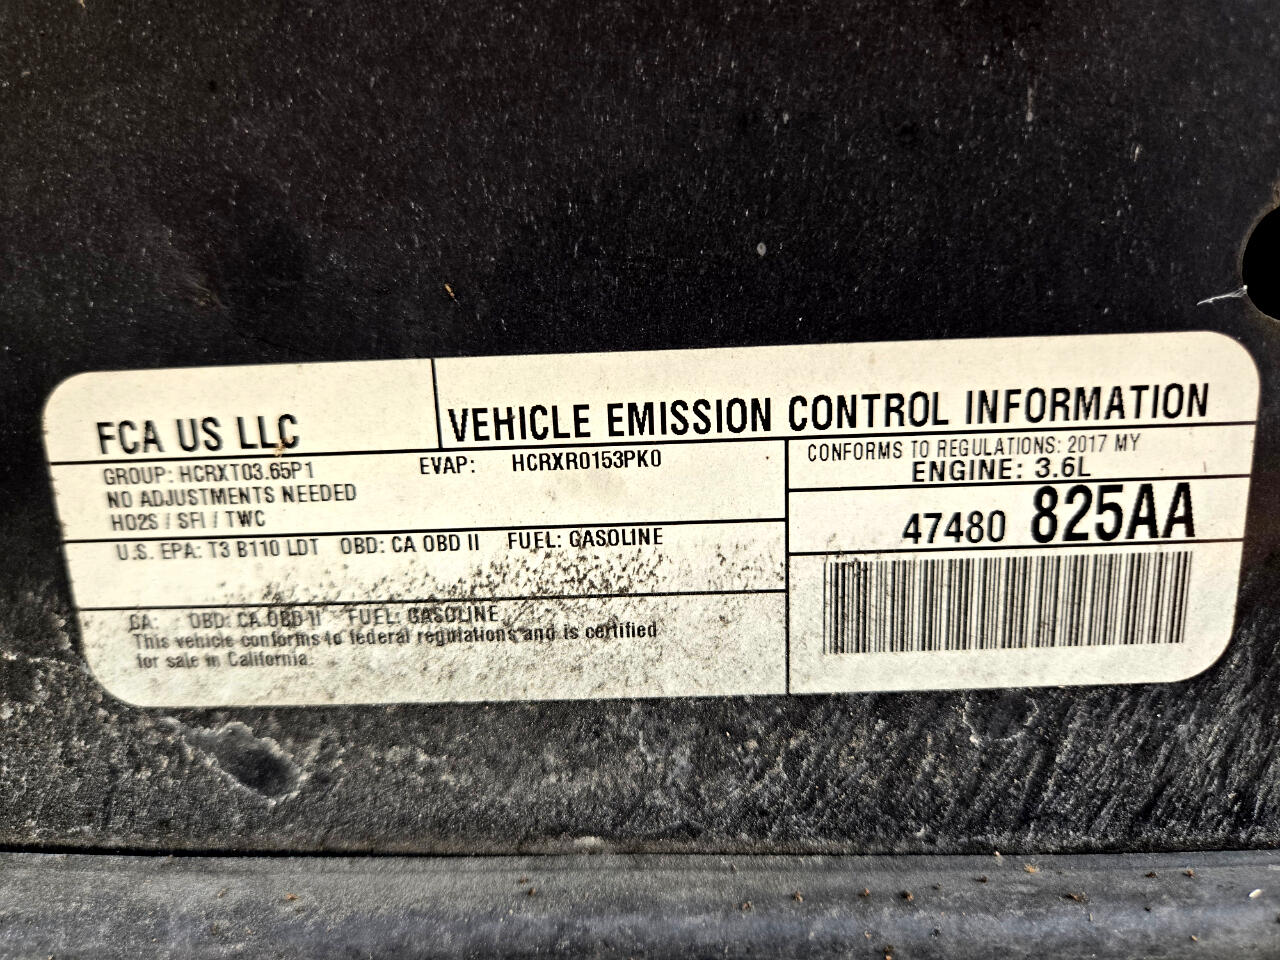 FCA US LLC
VEHICLE EMISSION CONTROL INFORMATION
GROUP: HCRXT03.65P1 EVAP: HCRXR0153PK0
NO ADJUSTMENTS NEEDED
HO2S / SFI / TWC
CONFORMS TO REGULATIONS: 2017 MY
ENGINE: 3.6L
47480 825AA
U.S. EPA: T3 B110 LDT OBD: CA OBD II FUEL: GASOLINE
CA: OBD: CA OBD II FUEL: GASOLINE
This vehicle conforms to federal regulations and is certified
for sale in California.